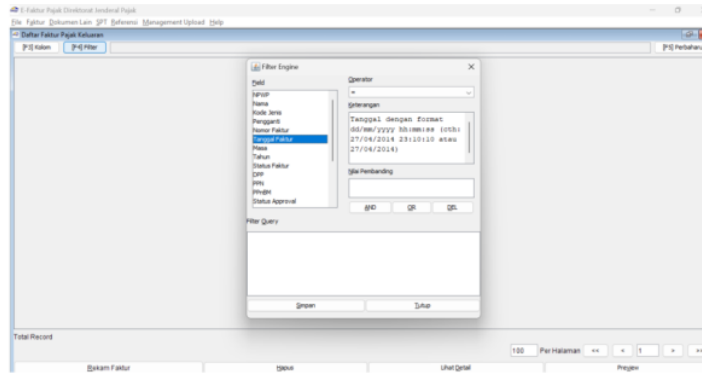 E-Faktur Pajak Direktorat Jenderal Pajak
File Faktur Dokumen Lain SPT Referensi Management Upload Help
Daftar Faktur Pajak Keluaran
[F3] Kolom [F4] Filter [F5] Perbaharu
Filter Engine
Field
NPWP
Nama
Kode Jenis
Pengganti
Nomor Faktur
Tanggal Faktur
Masa
Tahun
Status Faktur
DPP
PPN
PPnBM
Status Approval
Operator
=
Keterangan
Tanggal dengan format
dd/mm/yyyy hh:mm:ss (cth:
27/04/2014 23:10:10 atau
27/04/2014)
Nilai Pembanding
AND OR DEL
Filter Query
Simpan Tutup
Total Record
100 Per Halaman << < 1 > >>
Rekam Faktur Hapus Lihat Detail Preview